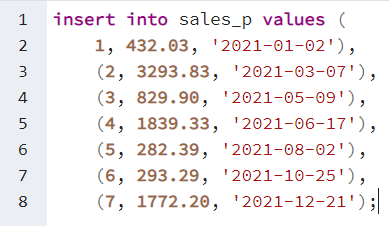 1 insert into sales_p values (
2     1, 432.03, '2021-01-02'),
3     (2, 3293.83, '2021-03-07'),
4     (3, 829.90, '2021-05-09'),
5     (4, 1839.33, '2021-06-17'),
6     (5, 282.39, '2021-08-02'),
7     (6, 293.29, '2021-10-25'),
8     (7, 1772.20, '2021-12-21');